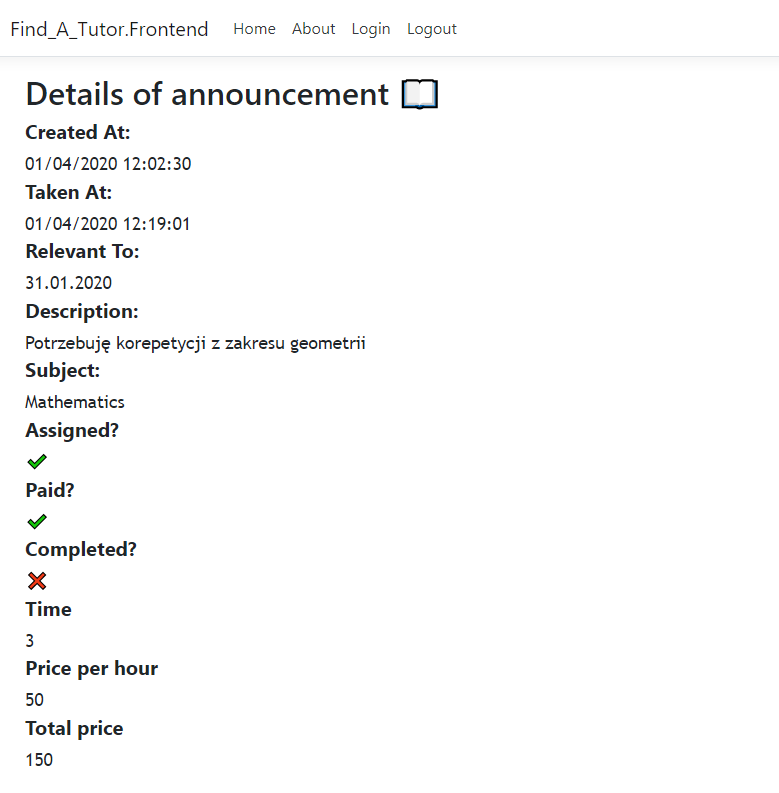 Find_A_Tutor.Frontend Home About Login Logout
Details of announcement
Created At:
01/04/2020 12:02:30
Taken At:
01/04/2020 12:19:01
Relevant To:
31.01.2020
Description:
Potrzebuję korepetycji z zakresu geometrii
Subject:
Mathematics
Assigned?
Paid?
Completed?
Time
3
Price per hour
50
Total price
150